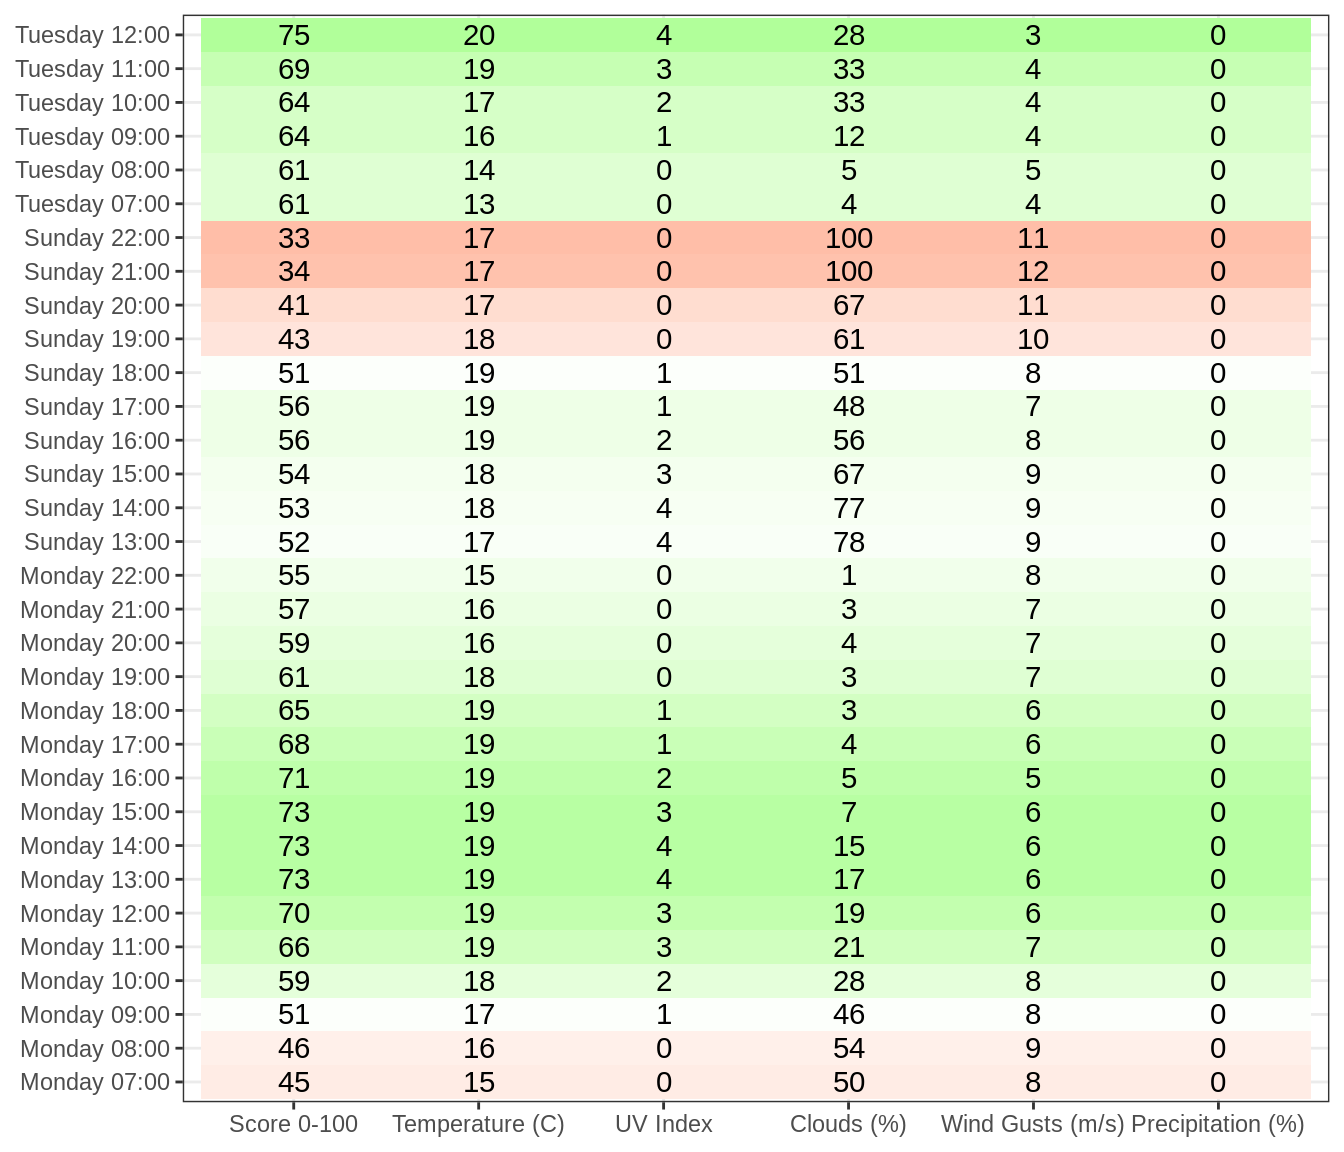 Tuesday 12:00 75 20 4 28 3 0
Tuesday 11:00 69 19 3 33 4 0
Tuesday 10:00 64 17 2 33 4 0
Tuesday 09:00 64 16 1 12 4 0
Tuesday 08:00 61 14 0 5 5 0
Tuesday 07:00 61 13 0 4 4 0
Sunday 22:00 33 17 0 100 11 0
Sunday 21:00 34 17 0 100 12 0
Sunday 20:00 41 17 0 67 11 0
Sunday 19:00 43 18 0 61 10 0
Sunday 18:00 51 19 1 51 8 0
Sunday 17:00 56 19 1 48 7 0
Sunday 16:00 56 19 2 56 8 0
Sunday 15:00 54 18 3 67 9 0
Sunday 14:00 53 18 4 77 9 0
Sunday 13:00 52 17 4 78 9 0
Monday 22:00 55 15 0 1 8 0
Monday 21:00 57 16 0 3 7 0
Monday 20:00 59 16 0 4 7 0
Monday 19:00 61 18 0 3 7 0
Monday 18:00 65 19 1 3 6 0
Monday 17:00 68 19 1 4 6 0
Monday 16:00 71 19 2 5 5 0
Monday 15:00 73 19 3 7 6 0
Monday 14:00 73 19 4 15 6 0
Monday 13:00 73 19 4 17 6 0
Monday 12:00 70 19 3 19 6 0
Monday 11:00 66 19 3 21 7 0
Monday 10:00 59 18 2 28 8 0
Monday 09:00 51 17 1 46 8 0
Monday 08:00 46 16 0 54 9 0
Monday 07:00 45 15 0 50 8 0
Score 0-100 Temperature (C) UV Index Clouds (%) Wind Gusts (m/s) Precipitation (%)